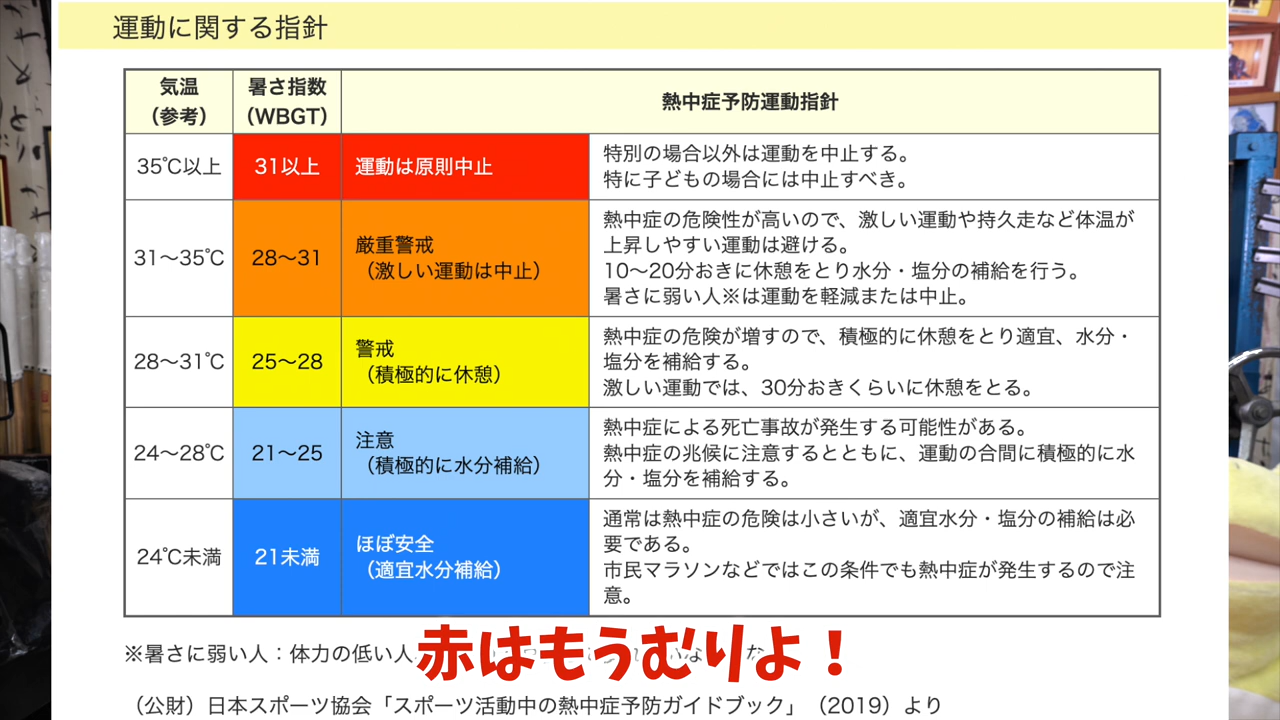 運動に関する指針
気温
（参考）
暑さ指数
（WBGT）
熱中症予防運動指針
35℃以上
31以上
運動は原則中止
特別の場合以外は運動を中止する。
特に子どもの場合には中止すべき。
31〜35℃
28〜31
厳重警戒
（激しい運動は中止）
熱中症の危険性が高いので、激しい運動や持久走など体温が
上昇しやすい運動は避ける。
10〜20分おきに休憩をとり水分・塩分の補給を行う。
暑さに弱い人※は運動を軽減または中止。
28〜31℃
25〜28
警戒
（積極的に休憩）
熱中症の危険が増すので、積極的に休憩をとり適宜、水分・
塩分を補給する。
激しい運動では、30分おきくらいに休憩をとる。
24〜28℃
21〜25
注意
（積極的に水分補給）
熱中症による死亡事故が発生する可能性がある。
熱中症の兆候に注意するとともに、運動の合間に積極的に水
分・塩分を補給する。
24℃未満
21未満
ほぼ安全
（適宜水分補給）
通常は熱中症の危険は小さいが、適宜水分・塩分の補給は必
要である。
市民マラソンなどではこの条件でも熱中症が発生するので注
意。
※暑さに弱い人：体力の低い人
赤はもうむりよ！
（公財）日本スポーツ協会「スポーツ活動中の熱中症予防ガイドブック」（2019）より